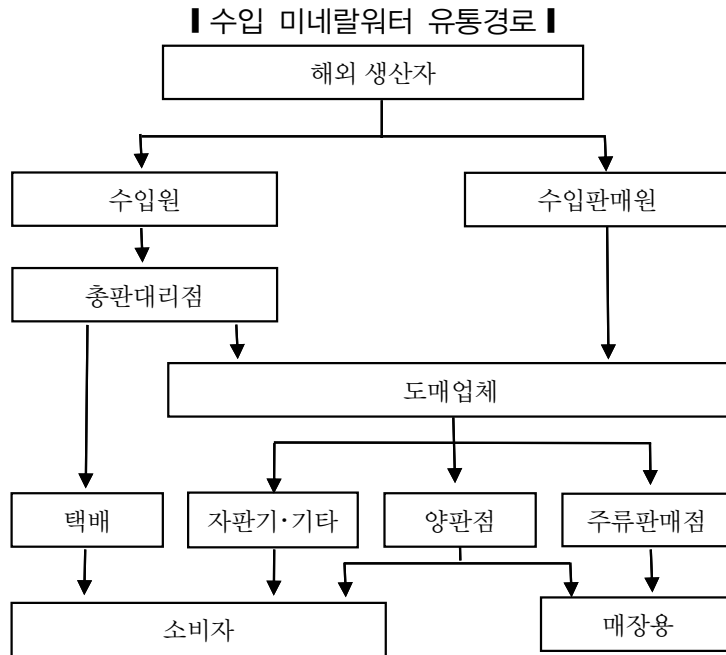 ┃수입 미네랄워터 유통경로┃
해외 생산자
수입원
수입판매원
총판대리점
도매업체
택배
자판기·기타
양판점
주류판매점
소비자
매장용